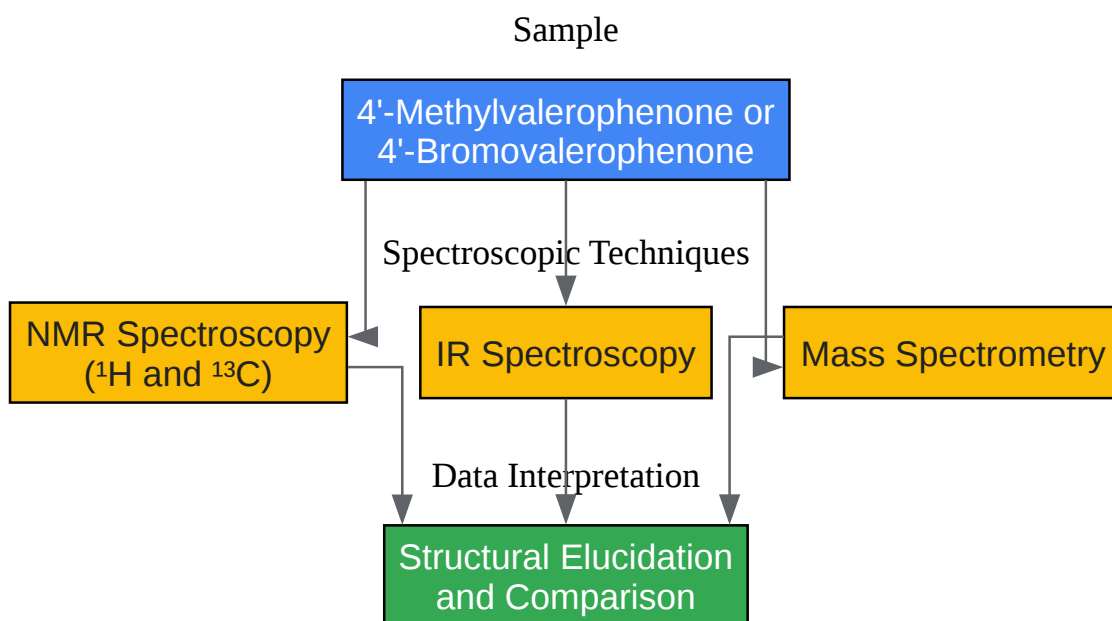 Sample
4'-Methylvalerophenone or
4'-Bromovalerophenone
Spectroscopic Techniques
NMR Spectroscopy
(¹H and ¹³C)
IR Spectroscopy
Mass Spectrometry
Data Interpretation
Structural Elucidation
and Comparison